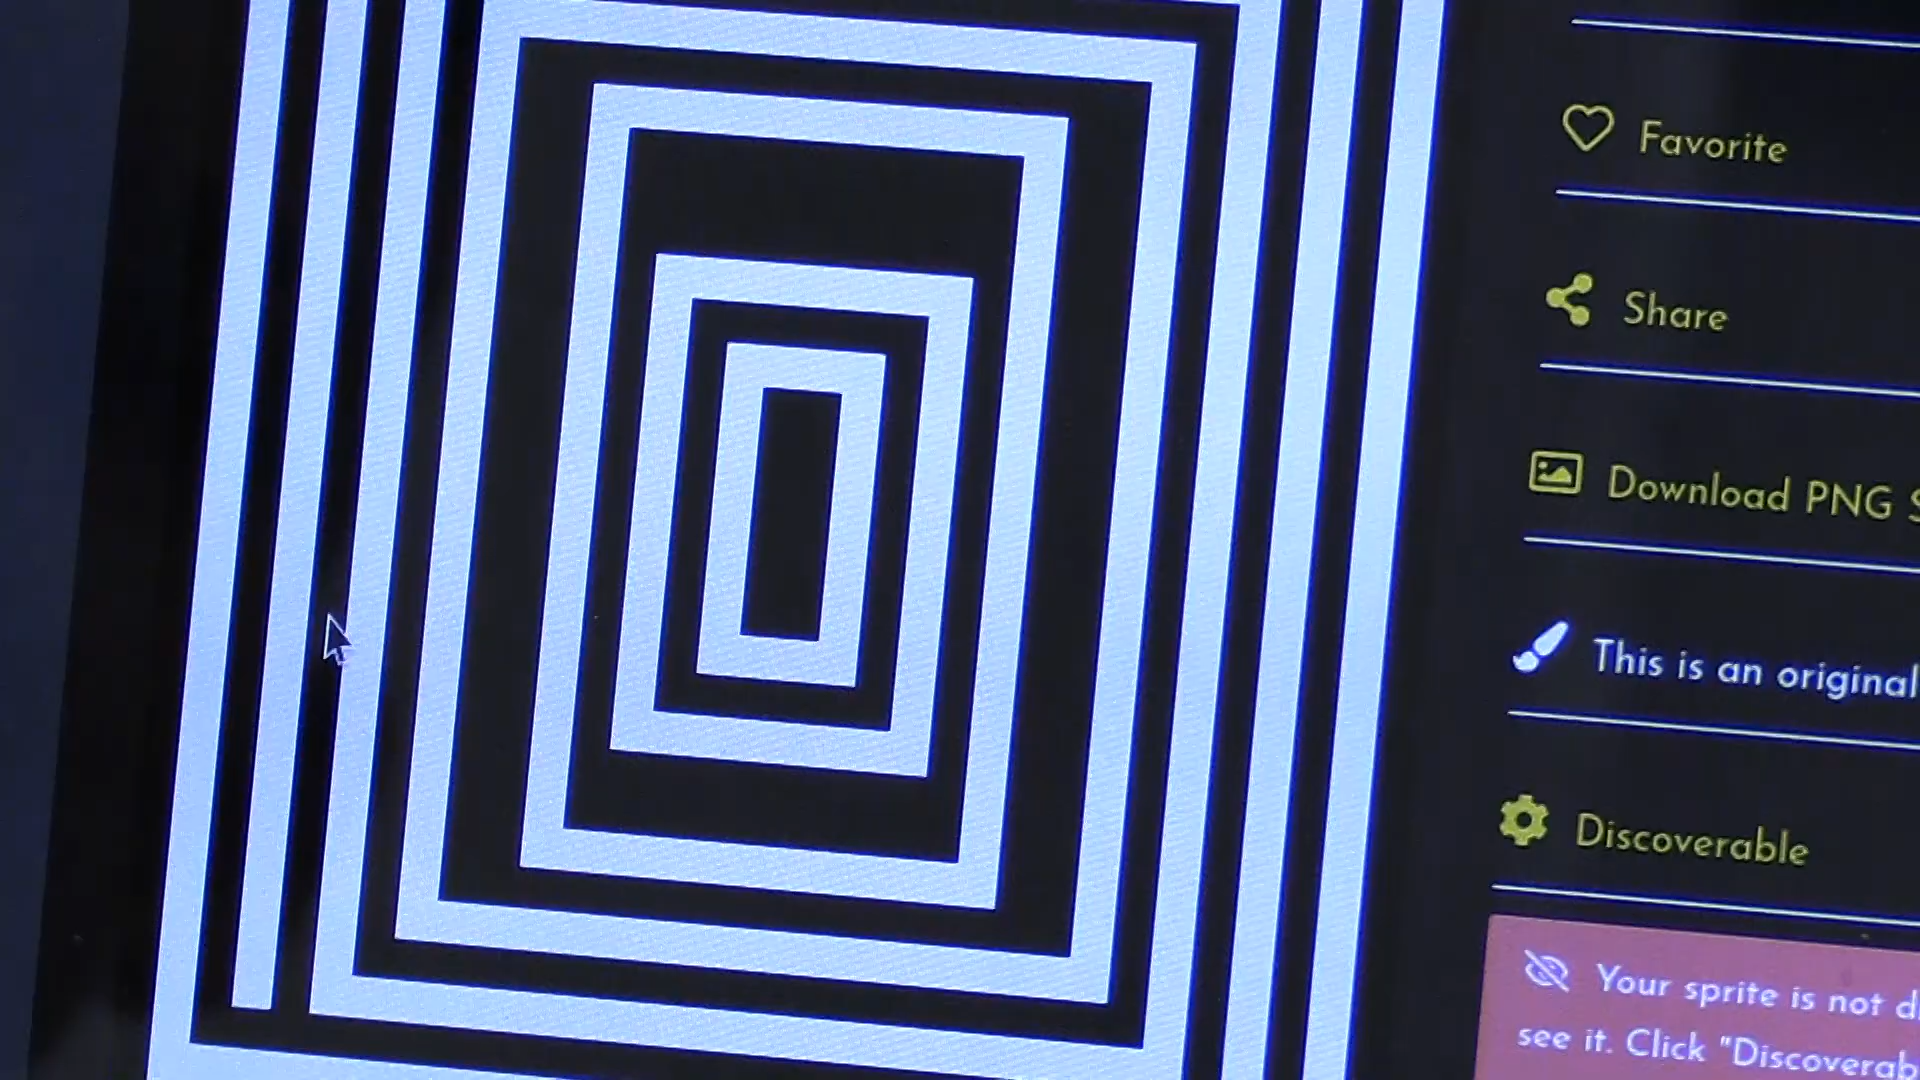 Favorite
Share
Download PNG
This is an original
Discoverable
Your sprite is not
see it. Click "Discoverab